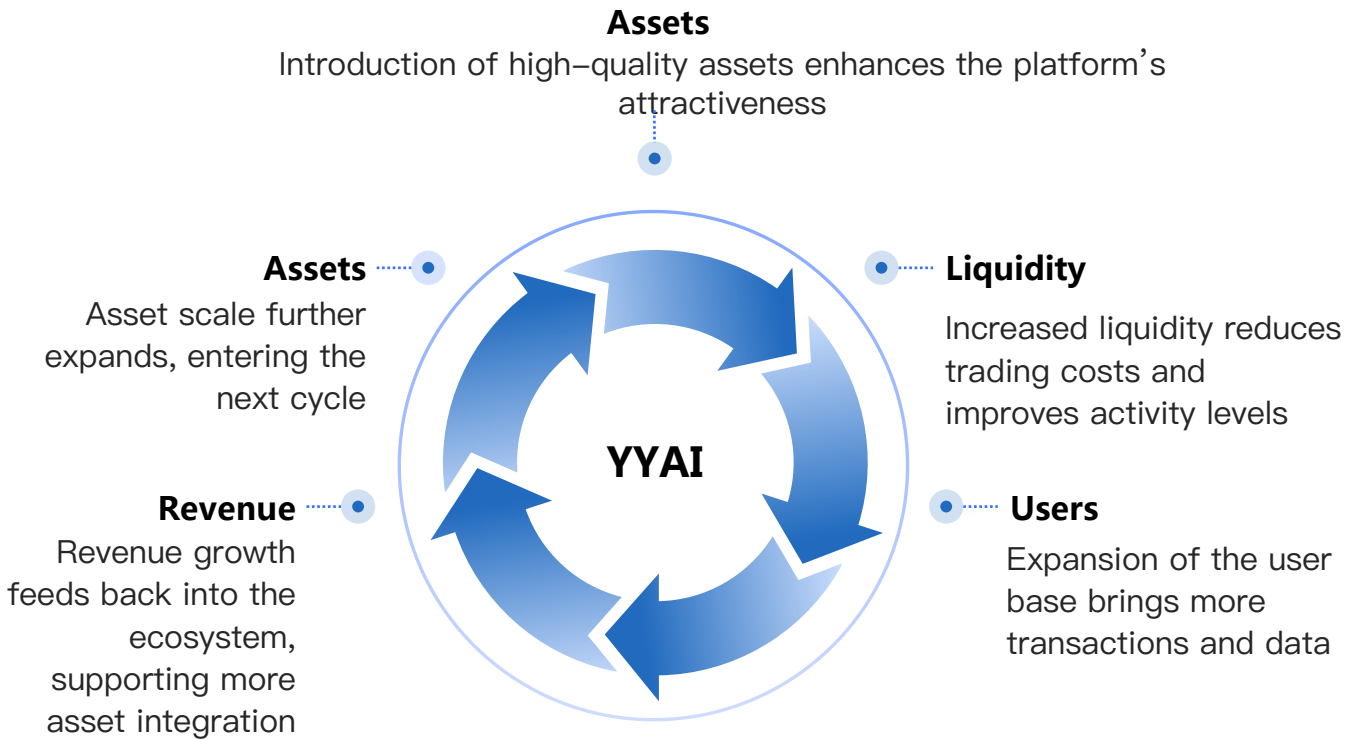 Assets
Introduction of high-quality assets enhances the platform's
attractiveness
Liquidity
Increased liquidity reduces
trading costs and
improves activity levels
Users
Expansion of the user
base brings more
transactions and data
Revenue
Revenue growth
feeds back into the
ecosystem,
supporting more
asset integration
Assets
Asset scale further
expands, entering the
next cycle
YYAI